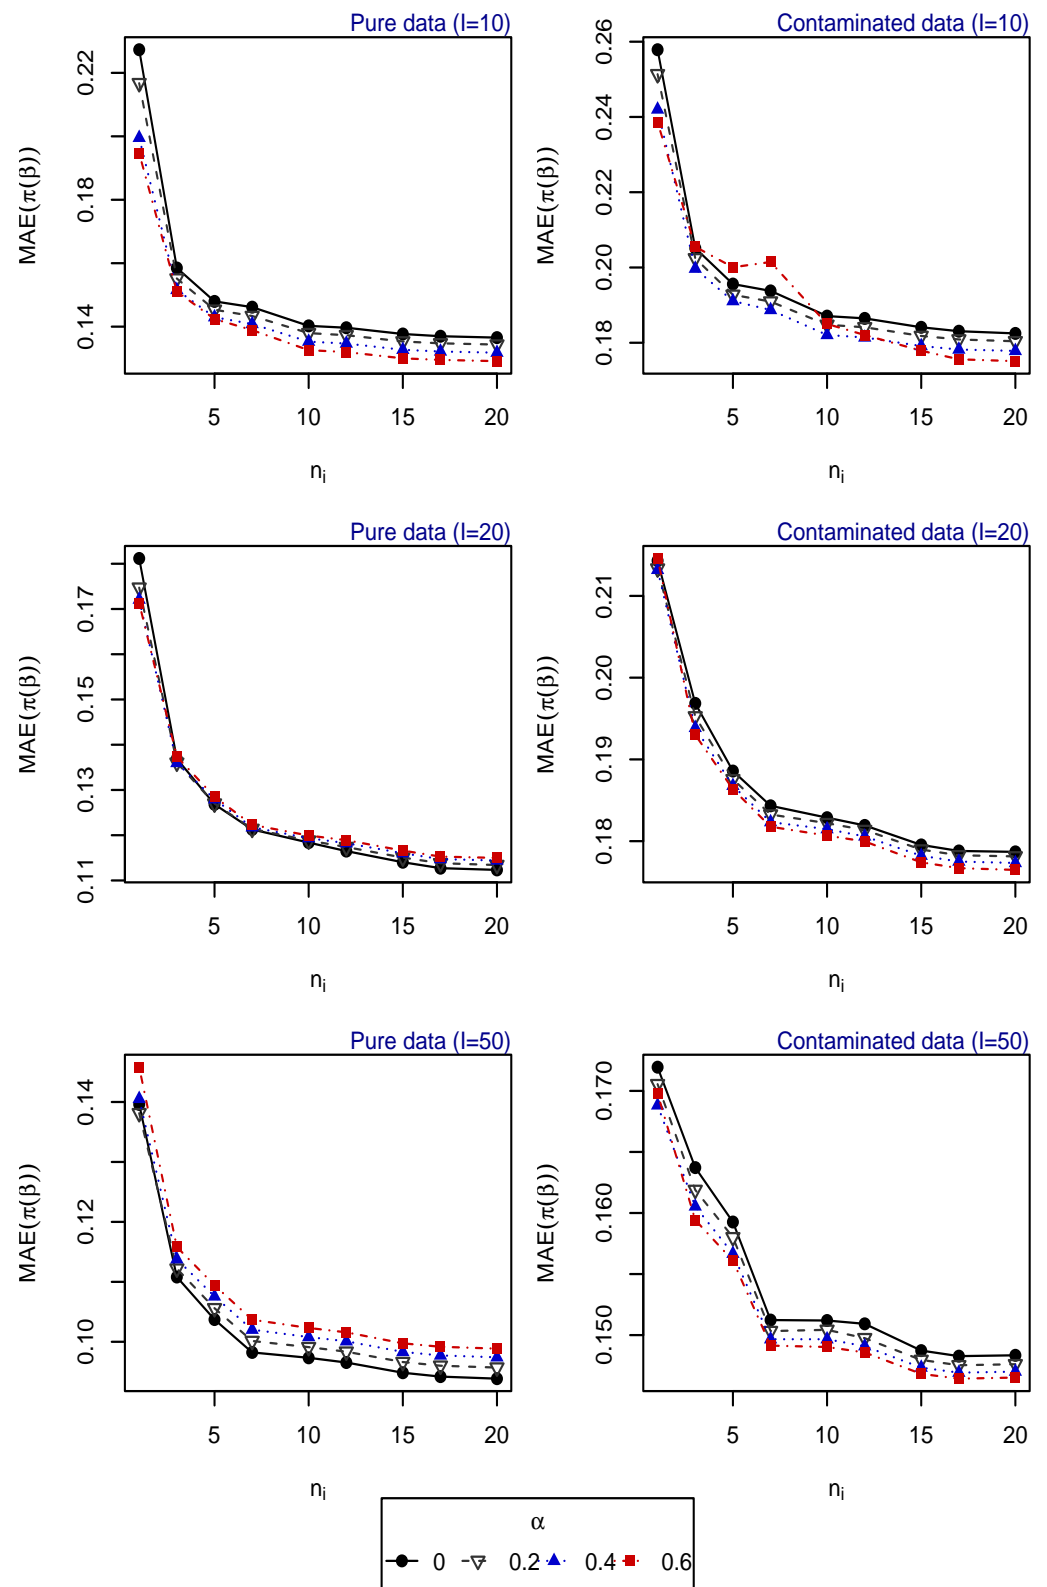 Pure data (I=10)
MAE(π(β))
0.14 0.18 0.22
5 10 15 20
nᵢ
Contaminated data (I=10)
MAE(π(β))
0.18 0.20 0.22 0.24 0.26
5 10 15 20
nᵢ
Pure data (I=20)
MAE(π(β))
0.11 0.13 0.15 0.17
5 10 15 20
nᵢ
Contaminated data (I=20)
MAE(π(β))
0.18 0.19 0.20 0.21
5 10 15 20
nᵢ
Pure data (I=50)
MAE(π(β))
0.10 0.12 0.14
5 10 15 20
nᵢ
Contaminated data (I=50)
MAE(π(β))
0.150 0.160 0.170
5 10 15 20
nᵢ
α
0 0.2 0.4 0.6